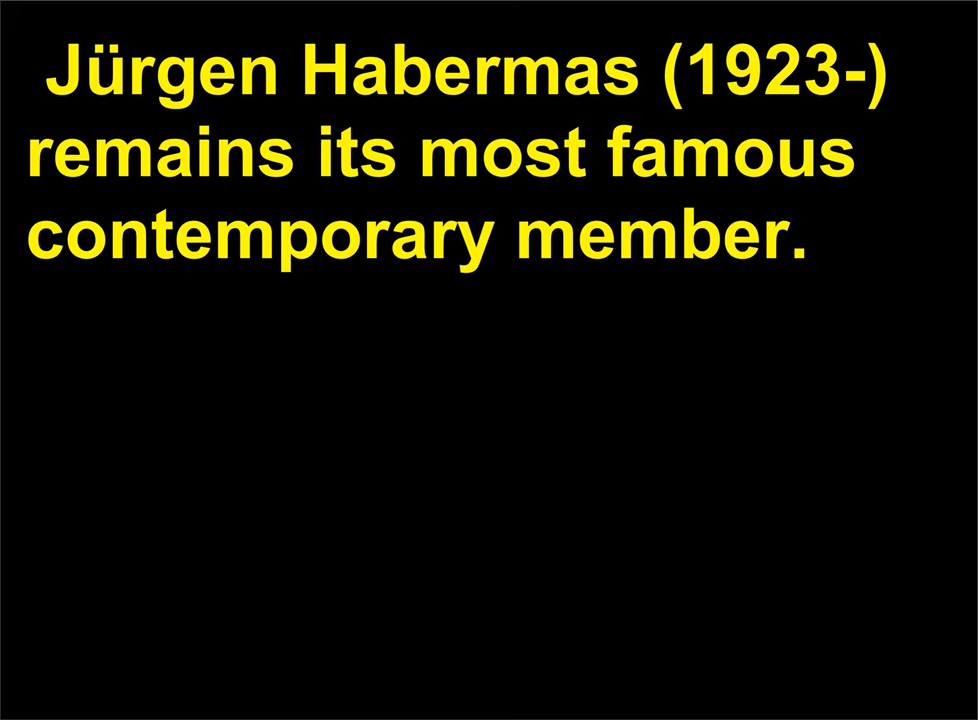 Jürgen Habermas (1923-)
remains its most famous
contemporary member.